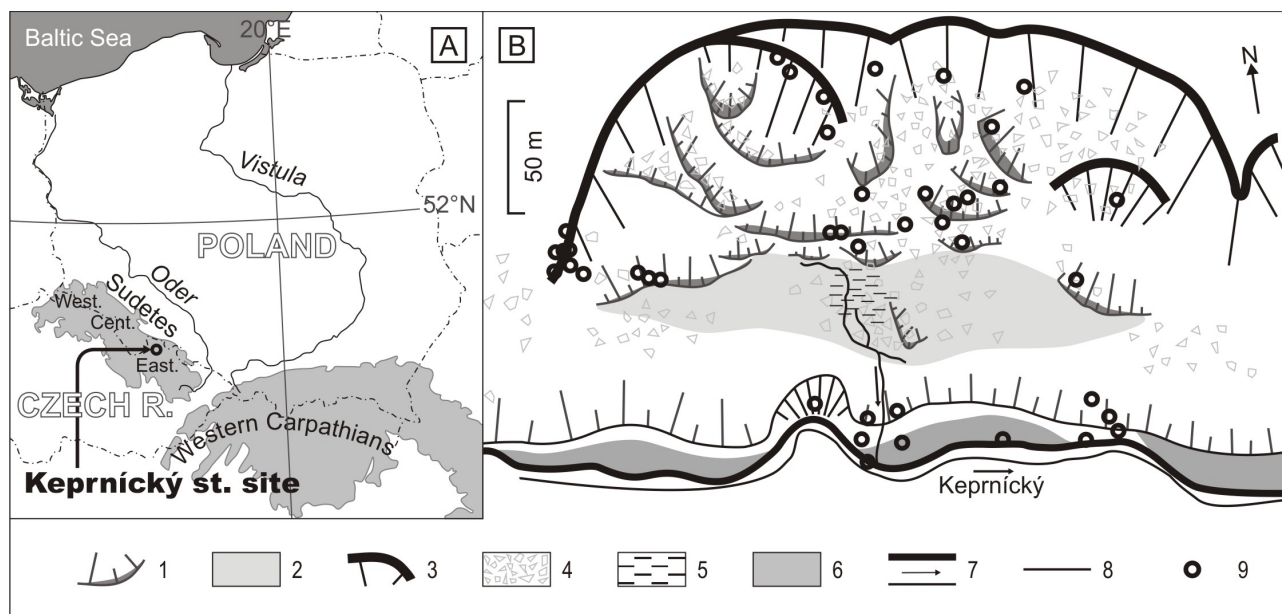 Baltic Sea
20°E
A
Vistula
52°N
POLAND
Oder
Sudetes
West.
Cent.
East.
CZECH R.
Western Carpathians
Keprnícký st. site
B
N
50 m
Keprnícký
1
2
3
4
5
6
7
8
9